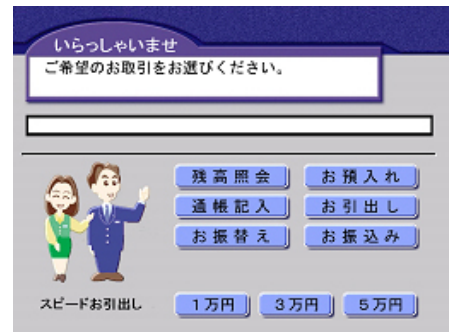 いらっしゃいませ
ご希望のお取引をお選びください。
残高照会 お預入れ
通帳記入 お引出し
お振替え お振込み
スピードお引出し 1万円 3万円 5万円